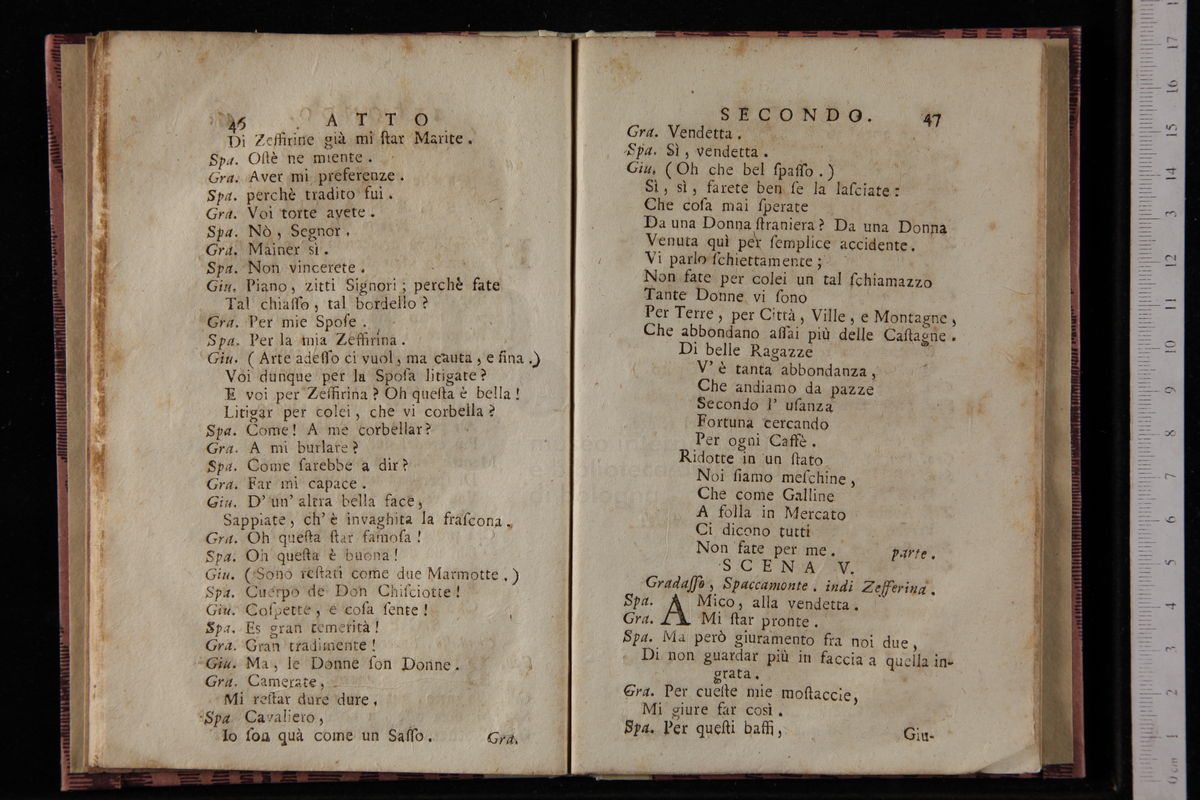 46 ATTO
Di Zeffirine già mi ſtar Marite.
Spa. Oſtè ne miente.
Gra. Aver mi preferenze.
Spa. perchè tradito fui.
Gra. Voi torte avete.
Spa. Nò, Segnor.
Gra. Mainer sì.
Spa. Non vincerete.
Giu. Piano, zitti Signori; perchè fate
Tal chiaſſo, tal bordello?
Gra. Per mie Spoſe.
Spa. Per la mia Zeffirina.
Giu. (Arte adeſſo ci vuol, ma cauta, e fina.)
Voi dunque per la Spoſa litigate?
E voi per Zeffirina? Oh queſta è bella!
Litigar per colei, che vi corbella?
Spa. Come! A me corbellar?
Gra. A mi burlare?
Spa. Come ſarebbe a dir?
Gra. Far mi capace.
Giu. D' un' altra bella face,
Sappiate, ch' è invaghita la fraſcona.
Gra. Oh queſta ſtar famoſa!
Spa. Oh queſta è buona!
Giu. (Sono reſtati come due Marmotte.)
Spa. Cuerpo de Don Chiſciotte!
Giu. Coſpette, e coſa ſente!
Spa. Es gran temerità!
Gra. Gran tradimente!
Giu. Ma, le Donne ſon Donne.
Gra. Camerate,
Mi reſtar dure dure,
Spa Cavaliero,
Io ſon quà come un Saſſo. Gra.
SECONDO. 47
Gra. Vendetta.
Spa. Sì, vendetta.
Giu. (Oh che bel ſpaſſo.)
Sì, sì, farete ben ſe la laſciate:
Che coſa mai ſperate
Da una Donna ſtraniera? Da una Donna
Venuta quì per ſemplice accidente.
Vi parlo ſchiettamente;
Non fate per colei un tal ſchiamazzo
Tante Donne vi ſono
Per Terre, per Città, Ville, e Montagne,
Che abbondano aſſai più delle Caſtagne.
Di belle Ragazze
V' è tanta abbondanza,
Che andiamo da pazze
Secondo l' uſanza
Fortuna cercando
Per ogni Caffè.
Ridotte in un ſtato
Noi ſiamo meſchine,
Che come Galline
A folla in Mercato
Ci dicono tutti
Non fate per me. parte.
SCENA V.
Gradaſſo, Spaccamonte. indi Zefferina.
Spa. AMico, alla vendetta.
Gra. Mi ſtar pronte.
Spa. Ma però giuramento fra noi due,
Di non guardar più in faccia a quella in-
grata.
Gra. Per cueſte mie moſtaccie,
Mi giure far così.
Spa. Per queſti baffi,
Giu-